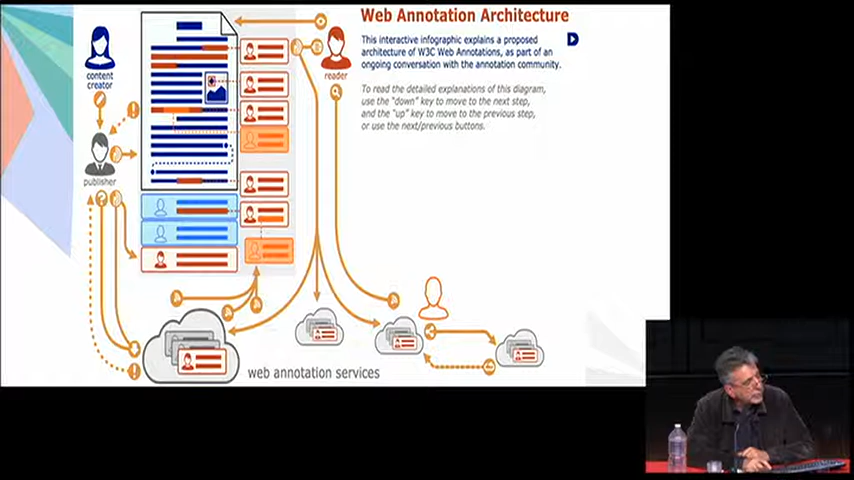 Web Annotation Architecture
This interactive infographic explains a proposed
architecture of W3C Web Annotations, as part of an
ongoing conversation with the annotation community.
To read the detailed explanations of this diagram,
use the "down" key to move to the next step,
and the "up" key to move to the previous step,
or use the next/previous buttons.
content
creator
reader
publisher
web annotation services